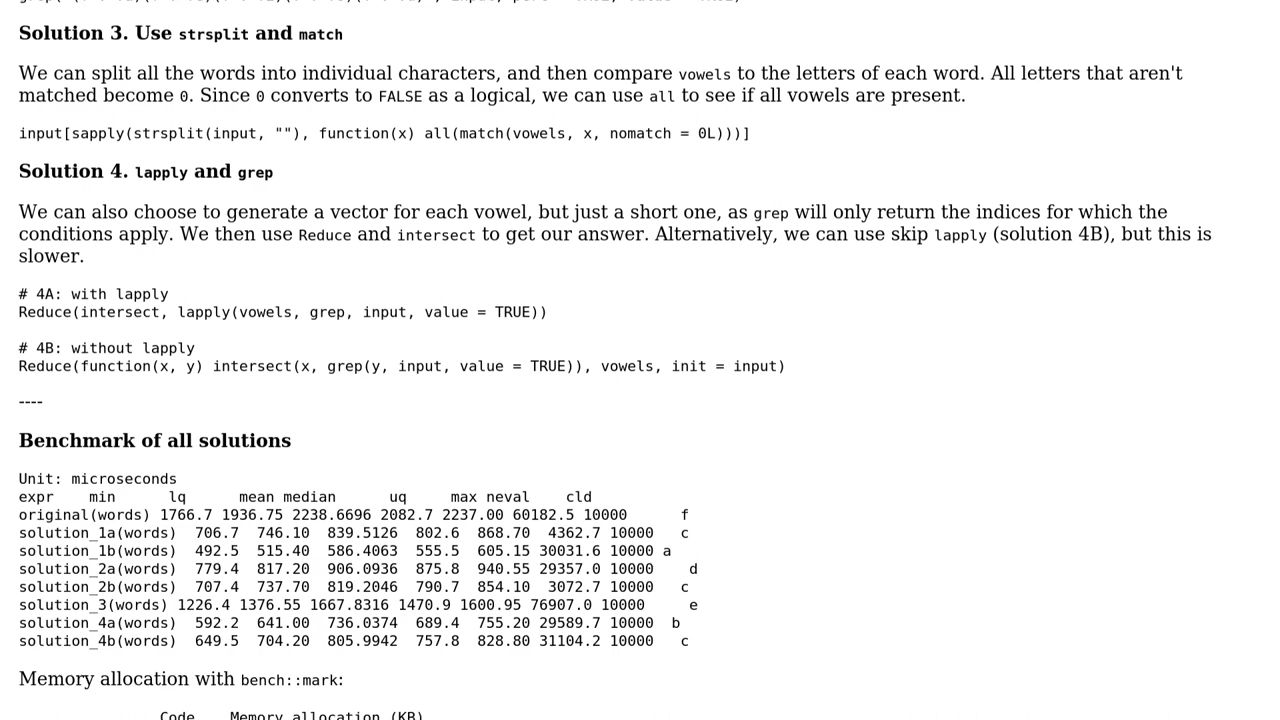 Solution 3. Use strsplit and match
We can split all the words into individual characters, and then compare vowels to the letters of each word. All letters that aren't
matched become 0. Since 0 converts to FALSE as a logical, we can use all to see if all vowels are present.
input[sapply(strsplit(input, ""), function(x) all(match(vowels, x, nomatch = 0L)))]
Solution 4. lapply and grep
We can also choose to generate a vector for each vowel, but just a short one, as grep will only return the indices for which the
conditions apply. We then use Reduce and intersect to get our answer. Alternatively, we can use skip lapply (solution 4B), but this is
slower.
# 4A: with lapply
Reduce(intersect, lapply(vowels, grep, input, value = TRUE))
# 4B: without lapply
Reduce(function(x, y) intersect(x, grep(y, input, value = TRUE)), vowels, init = input)
----
Benchmark of all solutions
Unit: microseconds
expr    min      lq      mean median      uq     max neval    cld
original(words) 1766.7 1936.75 2238.6696 2082.7 2237.00 60182.5 10000      f
solution_1a(words)  706.7  746.10  839.5126  802.6  868.70  4362.7 10000   c
solution_1b(words)  492.5  515.40  586.4063  555.5  605.15 30031.6 10000 a
solution_2a(words)  779.4  817.20  906.0936  875.8  940.55 29357.0 10000    d
solution_2b(words)  707.4  737.70  819.2046  790.7  854.10  3072.7 10000   c
solution_3(words) 1226.4 1376.55 1667.8316 1470.9 1600.95 76907.0 10000     e
solution_4a(words)  592.2  641.00  736.0374  689.4  755.20 29589.7 10000  b
solution_4b(words)  649.5  704.20  805.9942  757.8  828.80 31104.2 10000   c
Memory allocation with bench::mark:
Code    Memory allocation (KB)